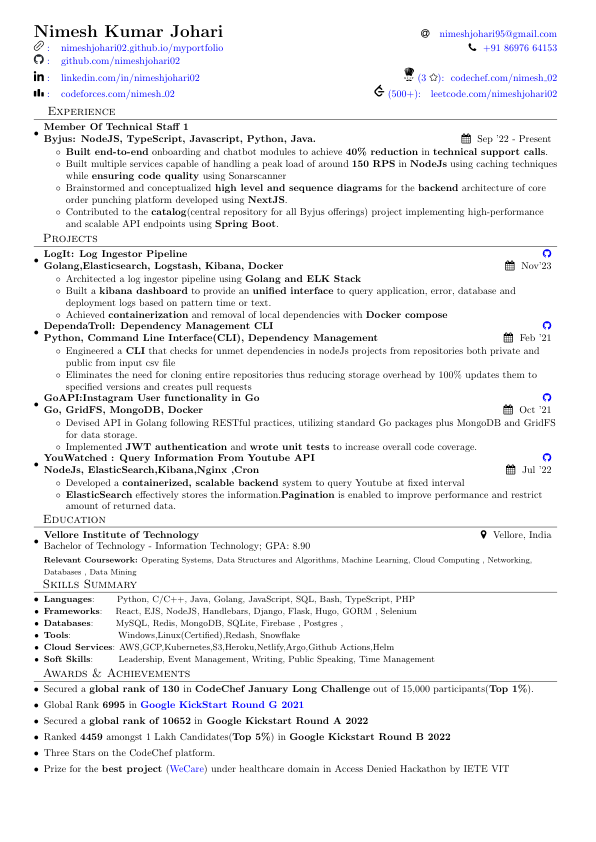 Nimesh Kumar Johari
@ nimeshjohari95@gmail.com
: nimeshjohari02.github.io/myportfolio
+91 86976 64153
: github.com/nimeshjohari02
: linkedin.com/in/nimeshjohari02
(3 ☆): codechef.com/nimesh_02
: codeforces.com/nimesh_02
(500+): leetcode.com/nimeshjohari02
Experience
• Member Of Technical Staff 1
Byjus: NodeJS, TypeScript, Javascript, Python, Java. Sep '22 - Present
◦ Built end-to-end onboarding and chatbot modules to achieve 40% reduction in technical support calls.
◦ Built multiple services capable of handling a peak load of around 150 RPS in NodeJs using caching techniques
while ensuring code quality using Sonarscanner
◦ Brainstormed and conceptualized high level and sequence diagrams for the backend architecture of core
order punching platform developed using NextJS.
◦ Contributed to the catalog(central repository for all Byjus offerings) project implementing high-performance
and scalable API endpoints using Spring Boot.
Projects
• LogIt: Log Ingestor Pipeline
Golang,Elasticsearch, Logstash, Kibana, Docker Nov'23
◦ Architected a log ingestor pipeline using Golang and ELK Stack
◦ Built a kibana dashboard to provide an unified interface to query application, error, database and
deployment logs based on pattern time or text.
◦ Achieved containerization and removal of local dependencies with Docker compose
• DependaTroll: Dependency Management CLI
Python, Command Line Interface(CLI), Dependency Management Feb '21
◦ Engineered a CLI that checks for unmet dependencies in nodeJs projects from repositories both private and
public from input csv file
◦ Eliminates the need for cloning entire repositories thus reducing storage overhead by 100% updates them to
specified versions and creates pull requests
• GoAPI:Instagram User functionality in Go
Go, GridFS, MongoDB, Docker Oct '21
◦ Devised API in Golang following RESTful practices, utilizing standard Go packages plus MongoDB and GridFS
for data storage.
◦ Implemented JWT authentication and wrote unit tests to increase overall code coverage.
• YouWatched : Query Information From Youtube API
NodeJs, ElasticSearch,Kibana,Nginx ,Cron Jul '22
◦ Developed a containerized, scalable backend system to query Youtube at fixed interval
◦ ElasticSearch effectively stores the information.Pagination is enabled to improve performance and restrict
amount of returned data.
Education
• Vellore Institute of Technology Vellore, India
Bachelor of Technology - Information Technology; GPA: 8.90
Relevant Coursework: Operating Systems, Data Structures and Algorithms, Machine Learning, Cloud Computing , Networking,
Databases , Data Mining
Skills Summary
• Languages: Python, C/C++, Java, Golang, JavaScript, SQL, Bash, TypeScript, PHP
• Frameworks: React, EJS, NodeJS, Handlebars, Django, Flask, Hugo, GORM , Selenium
• Databases: MySQL, Redis, MongoDB, SQLite, Firebase , Postgres ,
• Tools: Windows,Linux(Certified),Redash, Snowflake
• Cloud Services: AWS,GCP,Kubernetes,S3,Heroku,Netlify,Argo,Github Actions,Helm
• Soft Skills: Leadership, Event Management, Writing, Public Speaking, Time Management
Awards & Achievements
• Secured a global rank of 130 in CodeChef January Long Challenge out of 15,000 participants(Top 1%).
• Global Rank 6995 in Google KickStart Round G 2021
• Secured a global rank of 10652 in Google Kickstart Round A 2022
• Ranked 4459 amongst 1 Lakh Candidates(Top 5%) in Google Kickstart Round B 2022
• Three Stars on the CodeChef platform.
• Prize for the best project (WeCare) under healthcare domain in Access Denied Hackathon by IETE VIT